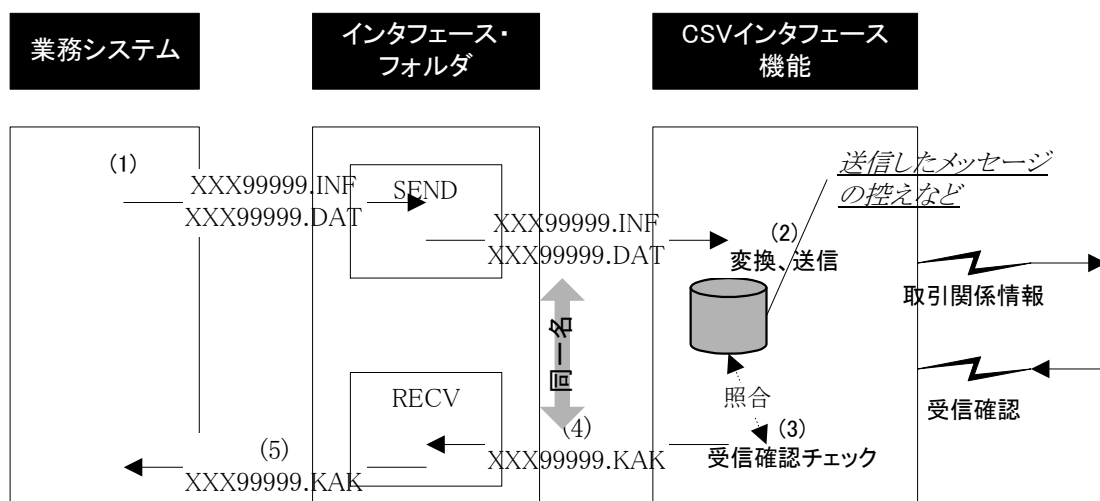 業務システム
インタフェース・
フォルダ
CSVインタフェース
機能
(1)
XXX99999.INF
XXX99999.DAT
SEND
XXX99999.INF
XXX99999.DAT
送信したメッセージ
の控えなど
(2)
変換、送信
取引関係情報
同一名
RECV
照合
受信確認
(3)
受信確認チェック
(4)
XXX99999.KAK
(5)
XXX99999.KAK